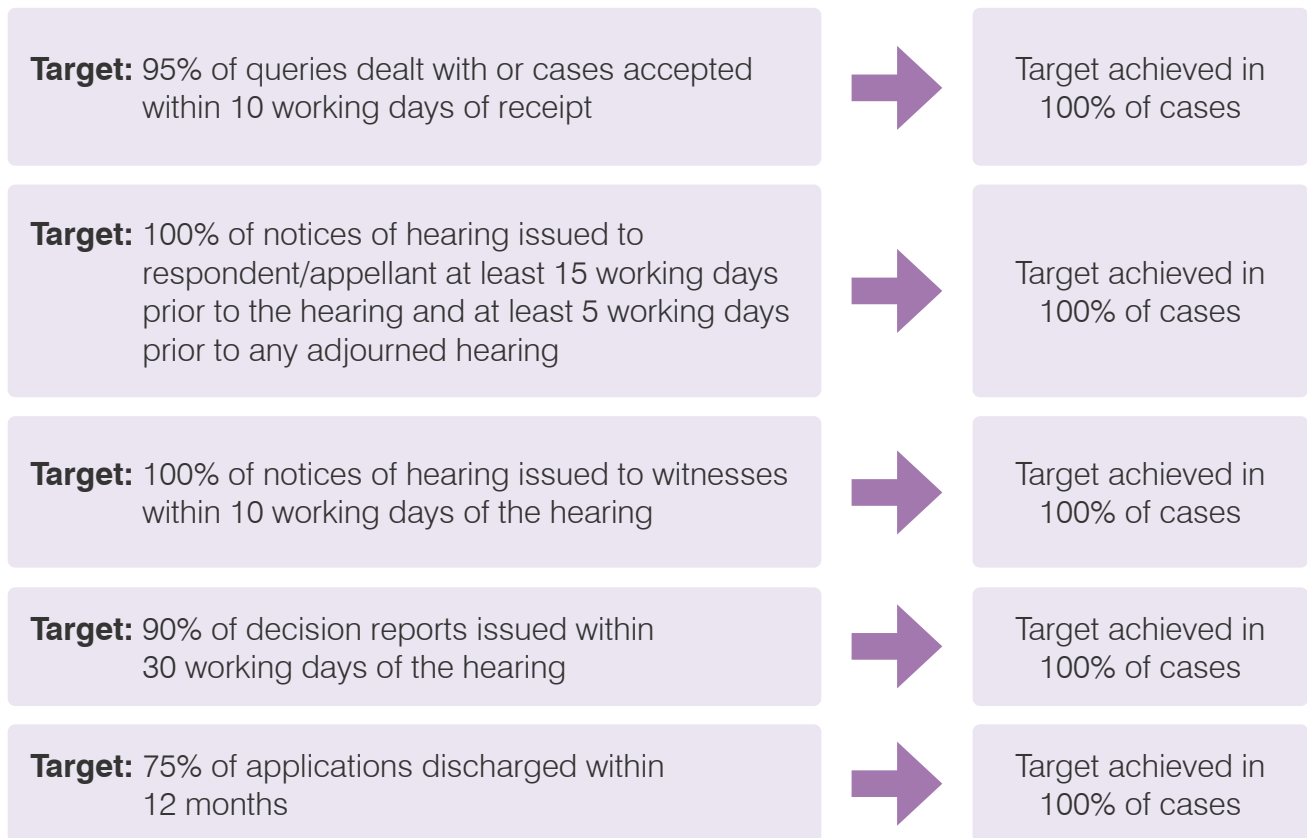 Target: 95% of queries dealt with or cases accepted
within 10 working days of receipt
Target achieved in
100% of cases
Target: 100% of notices of hearing issued to
respondent/appellant at least 15 working days
prior to the hearing and at least 5 working days
prior to any adjourned hearing
Target achieved in
100% of cases
Target: 100% of notices of hearing issued to witnesses
within 10 working days of the hearing
Target achieved in
100% of cases
Target: 90% of decision reports issued within
30 working days of the hearing
Target achieved in
100% of cases
Target: 75% of applications discharged within
12 months
Target achieved in
100% of cases